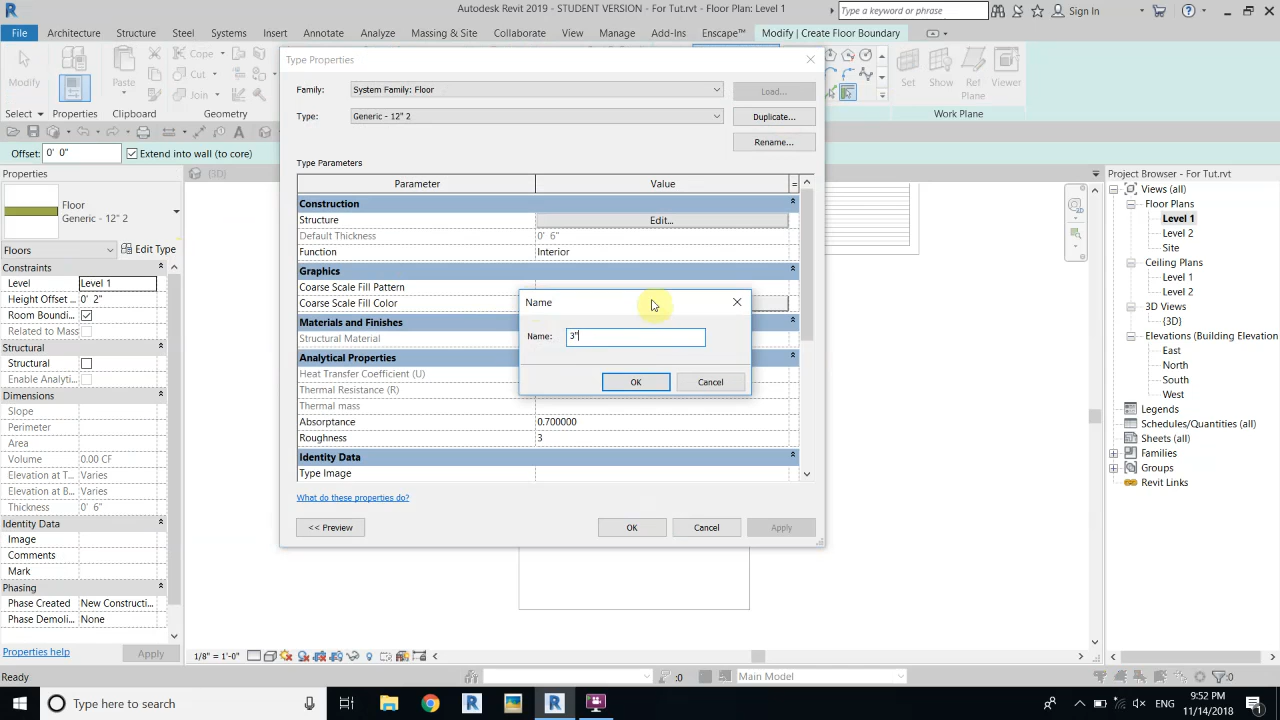 Autodesk Revit 2019 - STUDENT VERSION - For Tut.rvt - Floor Plan: Level 1
Type a keyword or phrase
Sign In
File Architecture Structure Steel Systems Insert Annotate Analyze Massing & Site Collaborate View Manage Add-Ins Enscape™ Modify | Create Floor Boundary
Modify
Paste
Cope
Cut
Join
Set
Show
Ref Plane
Viewer
Select Properties Clipboard Geometry Work Plane
Offset: 0' 0" Extend into wall (to core)
Properties
Floor
Generic - 12" 2
Floors Edit Type
Constraints
Level Level 1
Height Offset ... 0' 2"
Room Boundi...
Related to Mass
Structural
Structural
Enable Analyti...
Dimensions
Slope
Perimeter
Area
Volume 0.00 CF
Elevation at T... Varies
Elevation at B... Varies
Thickness 0' 6"
Identity Data
Image
Comments
Mark
Phasing
Phase Created New Constructi...
Phase Demoli... None
Properties help Apply
{3D}
Type Properties
Family: System Family: Floor Load...
Type: Generic - 12" 2 Duplicate...
Rename...
Type Parameters
Parameter Value =
Construction
Structure Edit...
Default Thickness 0' 6"
Function Interior
Graphics
Coarse Scale Fill Pattern
Coarse Scale Fill Color
Materials and Finishes
Structural Material
Analytical Properties
Heat Transfer Coefficient (U)
Thermal Resistance (R)
Thermal mass
Absorptance 0.700000
Roughness 3
Identity Data
Type Image
What do these properties do?
<< Preview OK Cancel Apply
Name
Name: 3"
OK Cancel
Project Browser - For Tut.rvt
Views (all)
Floor Plans
Level 1
Level 2
Site
Ceiling Plans
Level 1
Level 2
3D Views
{3D}
Elevations (Building Elevation
East
North
South
West
Legends
Schedules/Quantities (all)
Sheets (all)
Families
Groups
Revit Links
1/8" = 1'-0"
Ready
:0
Main Model
:0
Type here to search
ENG
9:52 PM
11/14/2018